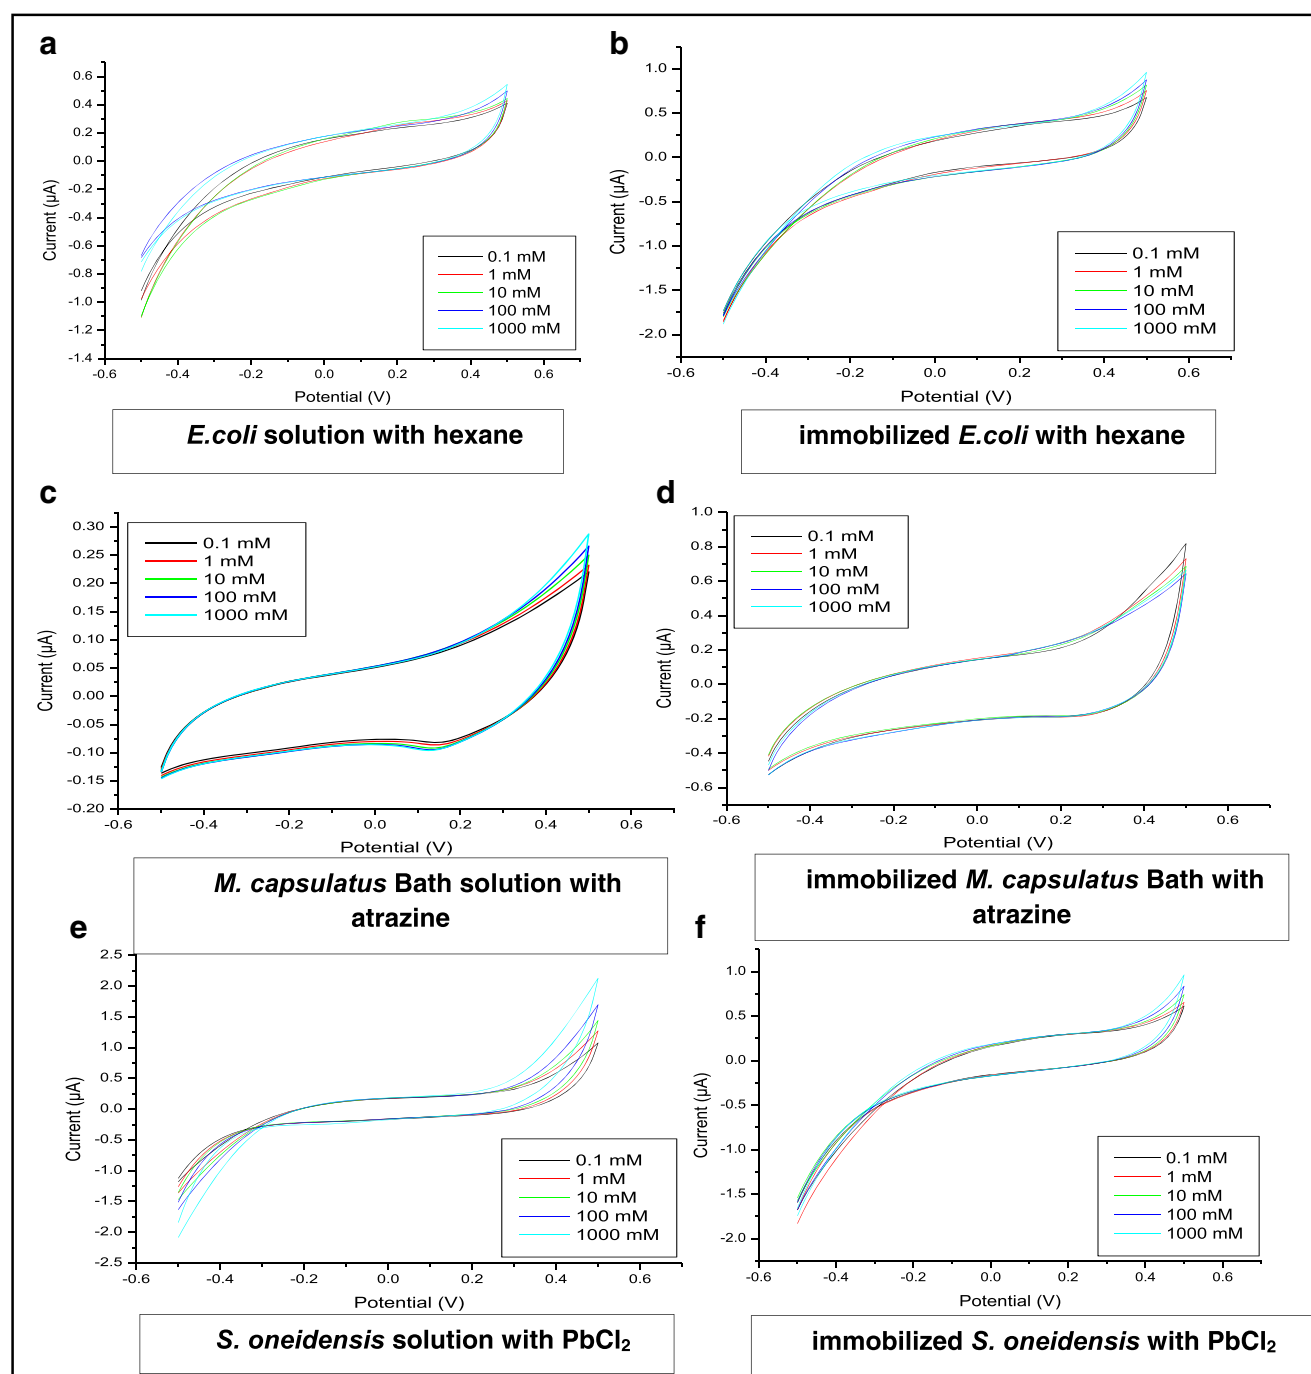 a
0.6
0.4
0.2
0.0
-0.2
-0.4
-0.6
-0.8
-1.0
-1.2
-1.4
Current (µA)
-0.6 -0.4 -0.2 0.0 0.2 0.4 0.6
Potential (V)
0.1 mM
1 mM
10 mM
100 mM
1000 mM
E.coli solution with hexane
b
1.0
0.5
0.0
-0.5
-1.0
-1.5
-2.0
Current (µA)
-0.6 -0.4 -0.2 0.0 0.2 0.4 0.6
Potential (V)
0.1 mM
1 mM
10 mM
100 mM
1000 mM
immobilized E.coli with hexane
c
0.30
0.25
0.20
0.15
0.10
0.05
0.00
-0.05
-0.10
-0.15
-0.20
Current (µA)
-0.6 -0.4 -0.2 0.0 0.2 0.4 0.6
Potential (V)
0.1 mM
1 mM
10 mM
100 mM
1000 mM
M. capsulatus Bath solution with
atrazine
d
1.0
0.8
0.6
0.4
0.2
0.0
-0.2
-0.4
-0.6
Current (µA)
-0.6 -0.4 -0.2 0.0 0.2 0.4 0.6
Potential (V)
0.1 mM
1 mM
10 mM
100 mM
1000 mM
immobilized M. capsulatus Bath with
atrazine
e
2.5
2.0
1.5
1.0
0.5
0.0
-0.5
-1.0
-1.5
-2.0
-2.5
Current (µA)
-0.6 -0.4 -0.2 0.0 0.2 0.4 0.6
Potential (V)
0.1 mM
1 mM
10 mM
100 mM
1000 mM
S. oneidensis solution with PbCl₂
f
1.0
0.5
0.0
-0.5
-1.0
-1.5
-2.0
Current (µA)
-0.6 -0.4 -0.2 0.0 0.2 0.4 0.6
Potential (V)
0.1 mM
1 mM
10 mM
100 mM
1000 mM
immobilized S. oneidensis with PbCl₂